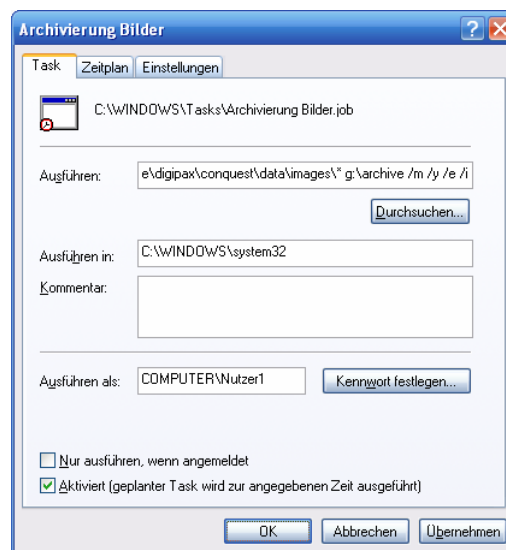 Archivierung Bilder
Task Zeitplan Einstellungen
C:\WINDOWS\Tasks\Archivierung Bilder.job
Ausführen: e\digipax\conquest\data\images\* g:\archive /m /y /e /i
Durchsuchen...
Ausführen in: C:\WINDOWS\system32
Kommentar:
Ausführen als: COMPUTER\Nutzer1 Kennwort festlegen...
Nur ausführen, wenn angemeldet
Aktiviert (geplanter Task wird zur angegebenen Zeit ausgeführt)
OK Abbrechen Übernehmen